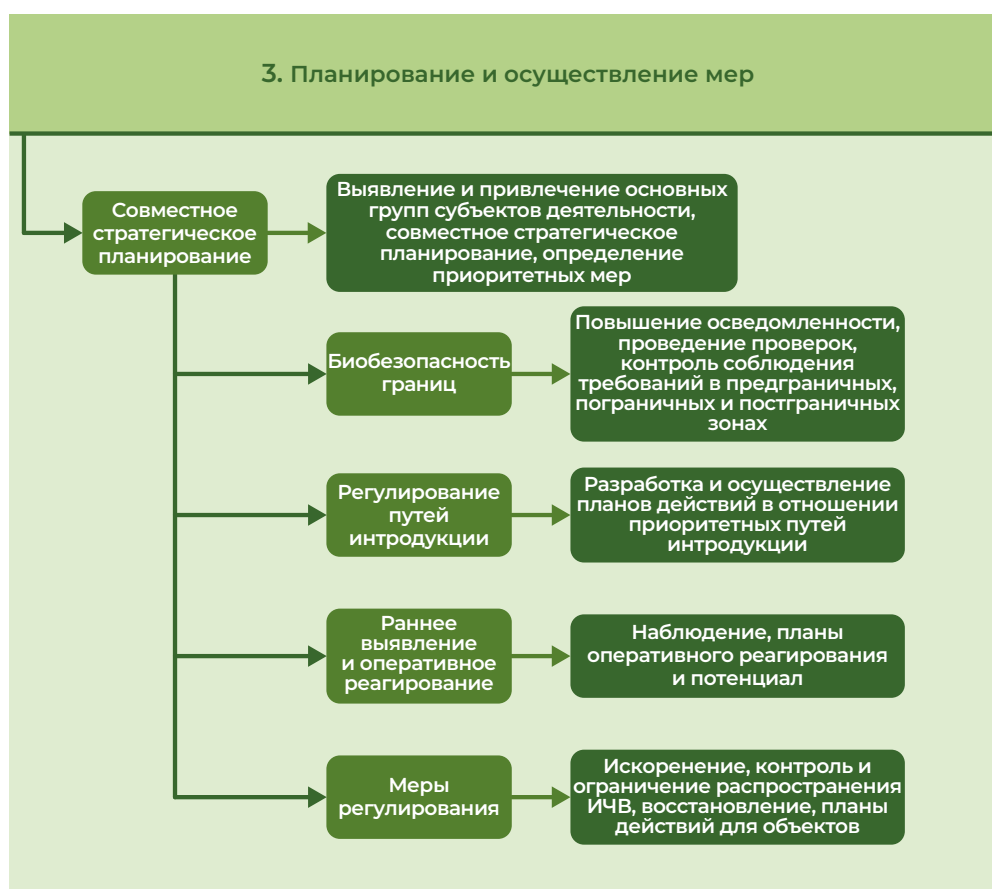 3. Планирование и осуществление мер
Совместное
стратегическое
планирование
Выявление и привлечение основных
групп субъектов деятельности,
совместное стратегическое
планирование, определение
приоритетных мер
Биобезопасность
границ
Повышение осведомленности,
проведение проверок,
контроль соблюдения
требований в предграничных,
пограничных и постграничных
зонах
Регулирование
путей
интродукции
Разработка и осуществление
планов действий в отношении
приоритетных путей
интродукции
Раннее
выявление
и оперативное
реагирование
Наблюдение, планы
оперативного реагирования
и потенциал
Меры
регулирования
Искоренение, контроль и
ограничение распространения
ИЧВ, восстановление, планы
действий для объектов